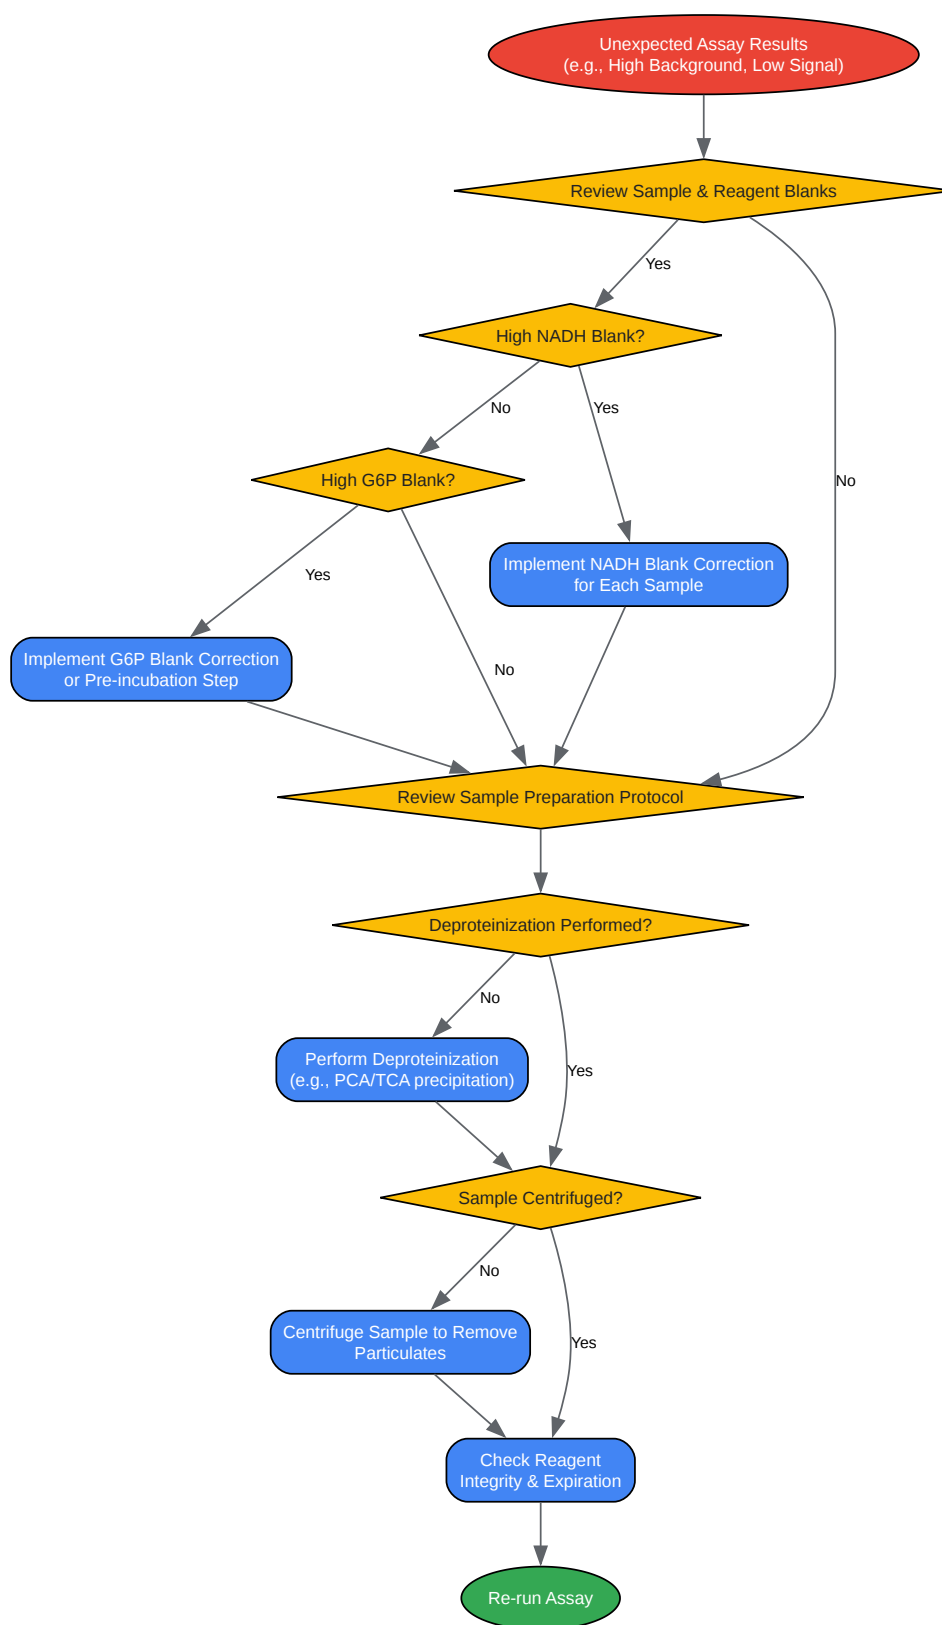 Unexpected Assay Results
(e.g., High Background, Low Signal)
Review Sample & Reagent Blanks
Yes
High NADH Blank?
No
Yes
High G6P Blank?
No
Implement NADH Blank Correction
for Each Sample
Yes
Implement G6P Blank Correction
or Pre-incubation Step
No
Review Sample Preparation Protocol
Deproteinization Performed?
No
Perform Deproteinization
(e.g., PCA/TCA precipitation)
Yes
Sample Centrifuged?
No
Centrifuge Sample to Remove
Particulates
Yes
Check Reagent
Integrity & Expiration
Re-run Assay